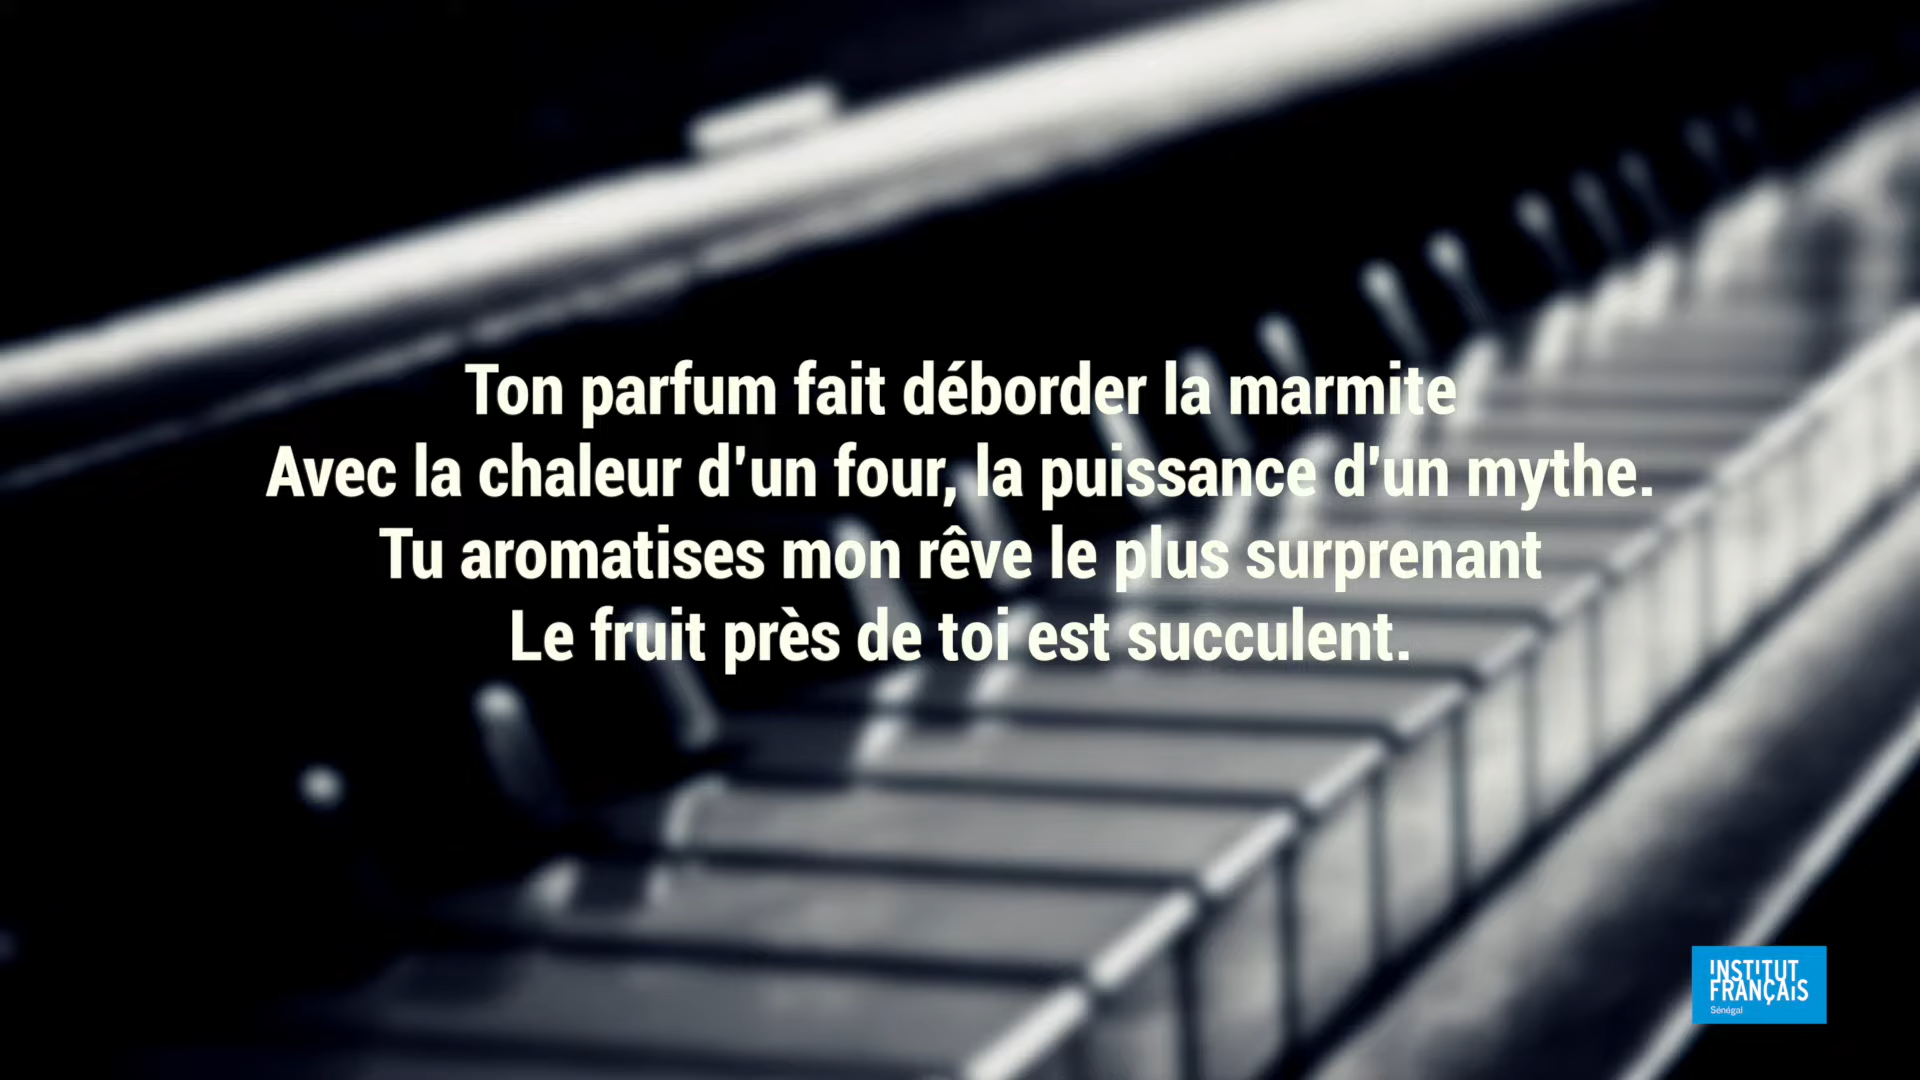 Ton parfum fait déborder la marmite
Avec la chaleur d'un four, la puissance d'un mythe.
Tu aromatises mon rêve le plus surprenant
Le fruit près de toi est succulent.
INSTITUT
FRANÇAIS
Sénégal